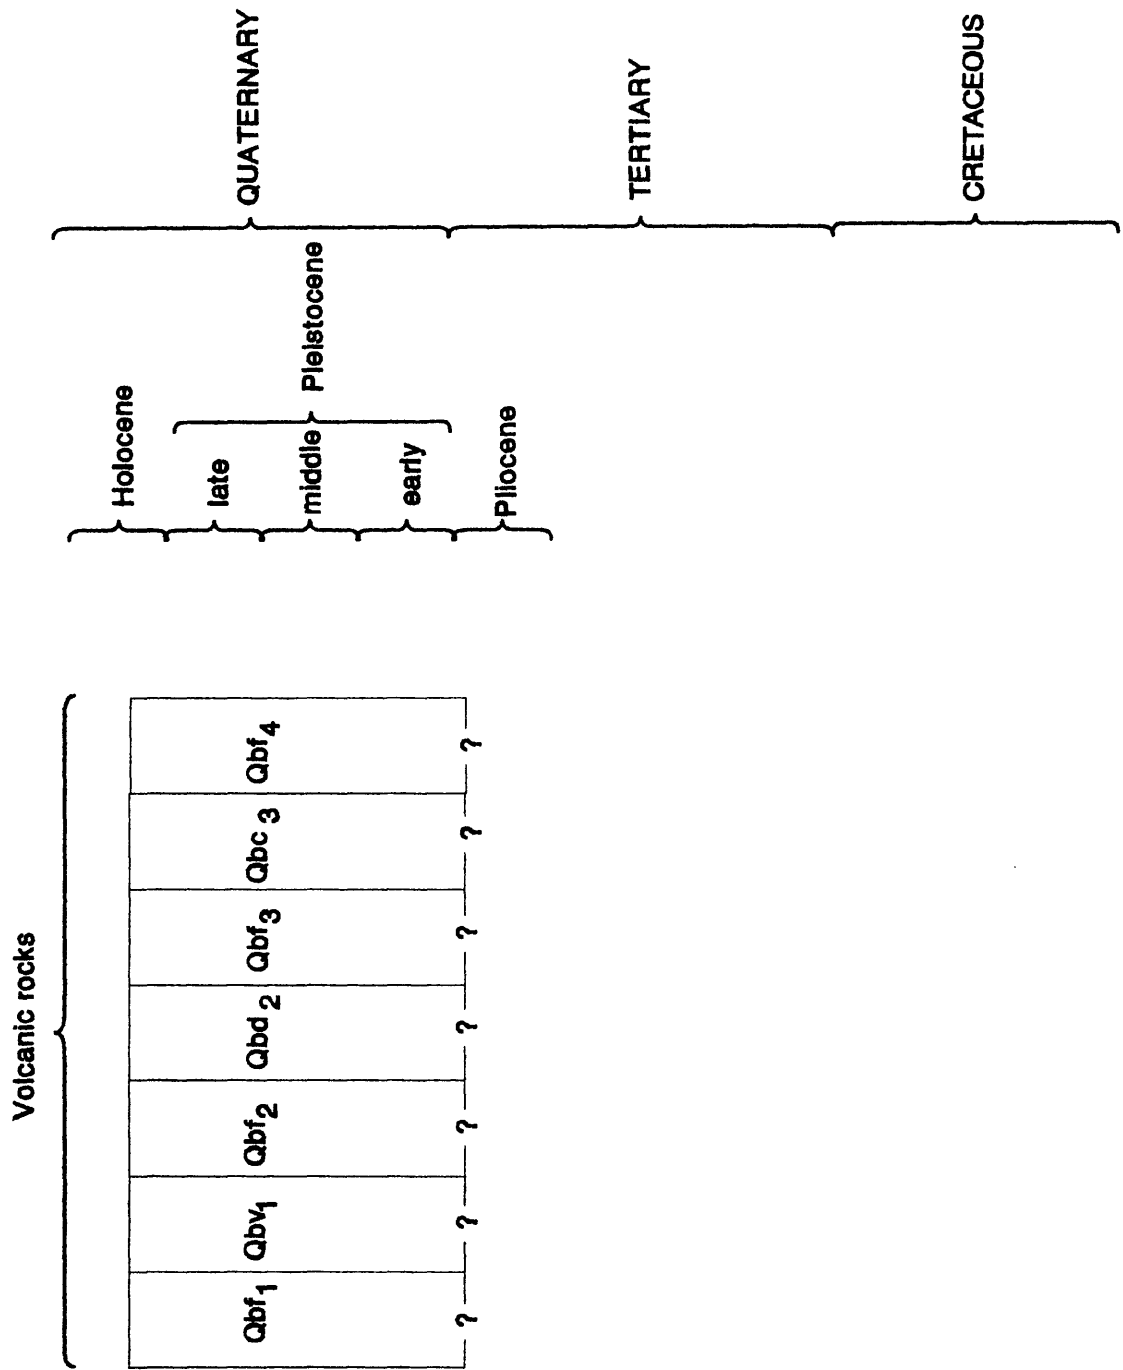 Volcanic rocks
Qbf1
Qbv1
Qbf2
Qbd2
Qbf3
Qbc3
Qbf4
?
?
?
?
?
?
?
Holocene
late
middle
early
Pleistocene
Pliocene
QUATERNARY
TERTIARY
CRETACEOUS